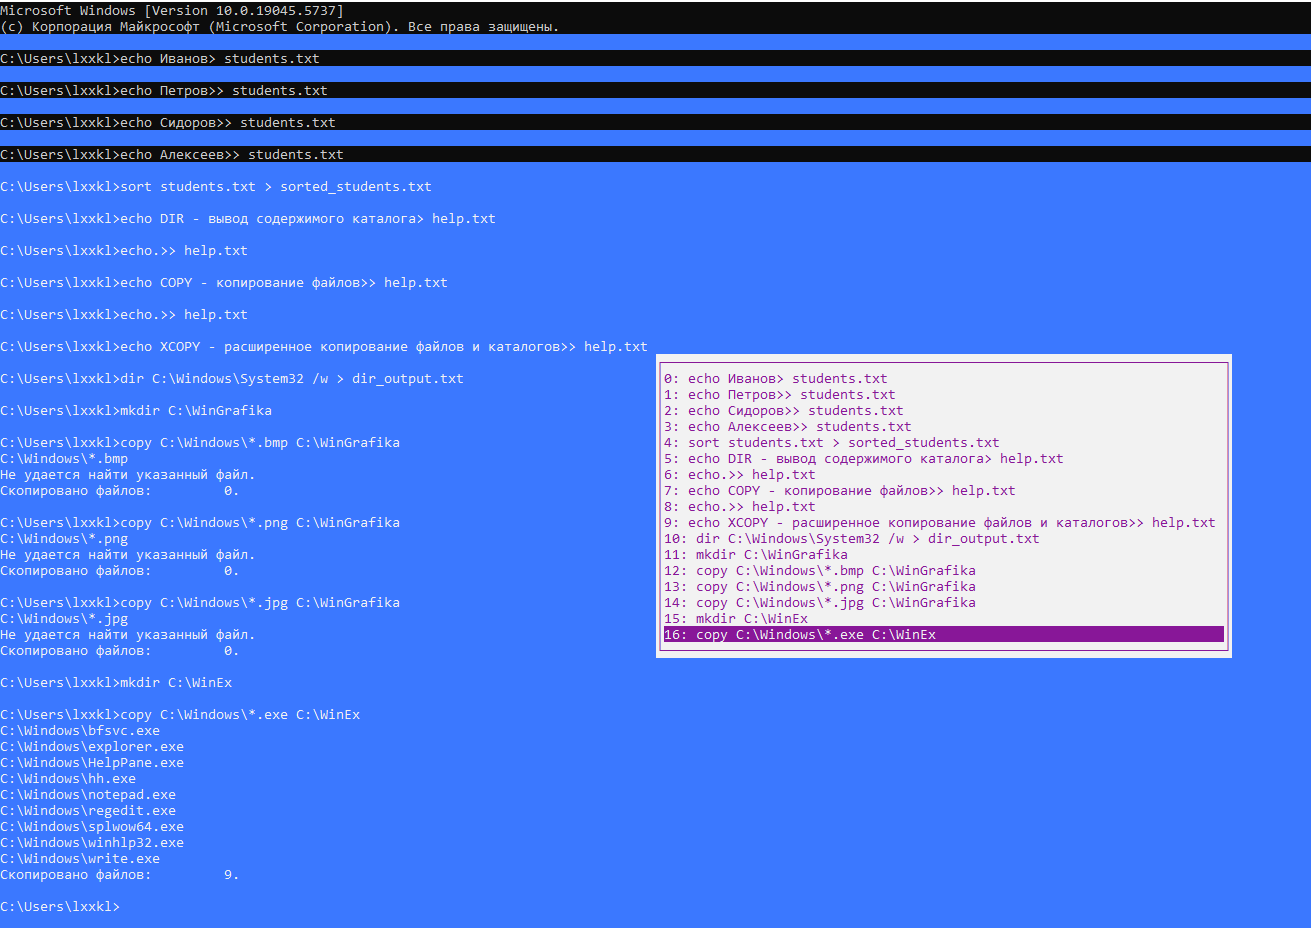 Microsoft Windows [Version 10.0.19045.5737]
(c) Корпорация Майкрософт (Microsoft Corporation). Все права защищены.
C:\Users\lxxkl>echo Иванов> students.txt
C:\Users\lxxkl>echo Петров>> students.txt
C:\Users\lxxkl>echo Сидоров>> students.txt
C:\Users\lxxkl>echo Алексеев>> students.txt
C:\Users\lxxkl>sort students.txt > sorted_students.txt
C:\Users\lxxkl>echo DIR - вывод содержимого каталога> help.txt
C:\Users\lxxkl>echo.>> help.txt
C:\Users\lxxkl>echo COPY - копирование файлов>> help.txt
C:\Users\lxxkl>echo.>> help.txt
C:\Users\lxxkl>echo XCOPY - расширенное копирование файлов и каталогов>> help.txt
C:\Users\lxxkl>dir C:\Windows\System32 /w > dir_output.txt
C:\Users\lxxkl>mkdir C:\WinGrafika
C:\Users\lxxkl>copy C:\Windows\*.bmp C:\WinGrafika
C:\Windows\*.bmp
Не удается найти указанный файл.
Скопировано файлов:         0.
C:\Users\lxxkl>copy C:\Windows\*.png C:\WinGrafika
C:\Windows\*.png
Не удается найти указанный файл.
Скопировано файлов:         0.
C:\Users\lxxkl>copy C:\Windows\*.jpg C:\WinGrafika
C:\Windows\*.jpg
Не удается найти указанный файл.
Скопировано файлов:         0.
C:\Users\lxxkl>mkdir C:\WinEx
C:\Users\lxxkl>copy C:\Windows\*.exe C:\WinEx
C:\Windows\bfsvc.exe
C:\Windows\explorer.exe
C:\Windows\HelpPane.exe
C:\Windows\hh.exe
C:\Windows\notepad.exe
C:\Windows\regedit.exe
C:\Windows\splwow64.exe
C:\Windows\winhlp32.exe
C:\Windows\write.exe
Скопировано файлов:         9.
C:\Users\lxxkl>
0: echo Иванов> students.txt
1: echo Петров>> students.txt
2: echo Сидоров>> students.txt
3: echo Алексеев>> students.txt
4: sort students.txt > sorted_students.txt
5: echo DIR - вывод содержимого каталога> help.txt
6: echo.>> help.txt
7: echo COPY - копирование файлов>> help.txt
8: echo.>> help.txt
9: echo XCOPY - расширенное копирование файлов и каталогов>> help.txt
10: dir C:\Windows\System32 /w > dir_output.txt
11: mkdir C:\WinGrafika
12: copy C:\Windows\*.bmp C:\WinGrafika
13: copy C:\Windows\*.png C:\WinGrafika
14: copy C:\Windows\*.jpg C:\WinGrafika
15: mkdir C:\WinEx
16: copy C:\Windows\*.exe C:\WinEx